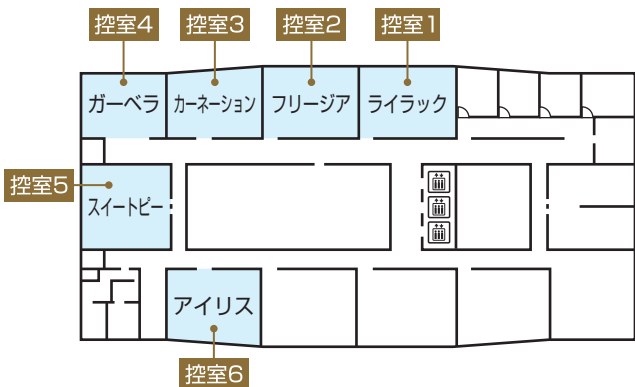 控室4
控室3
控室2
控室1
ガーベラ
カーネーション
フリージア
ライラック
控室5
スイートピー
アイリス
控室6